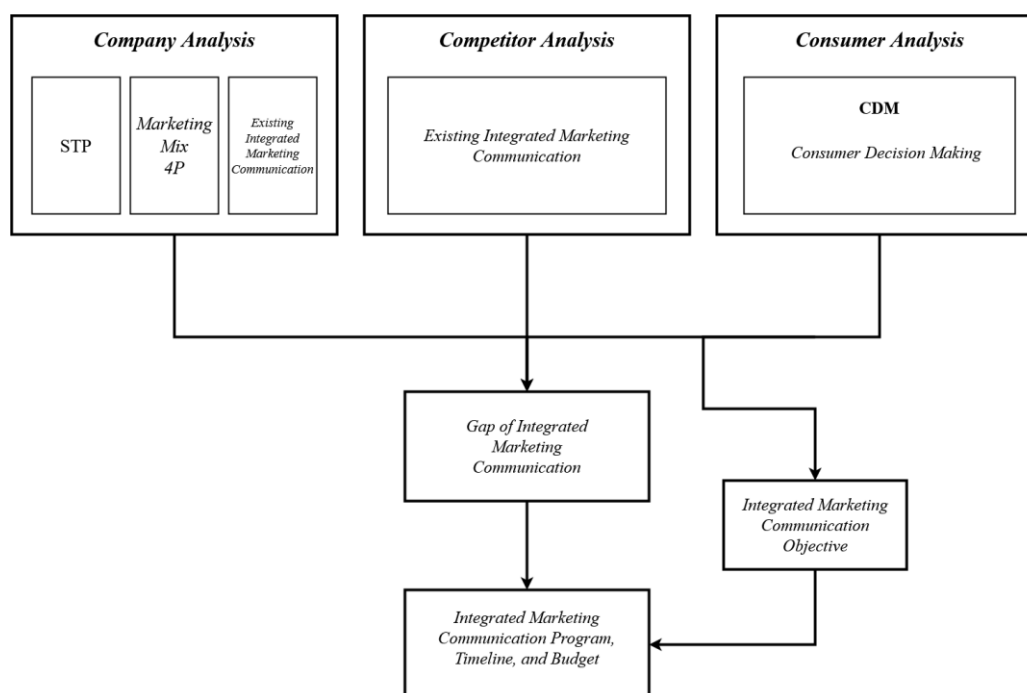 Company Analysis
STP
Marketing
Mix
4P
Existing
Integrated
Marketing
Communication
Competitor Analysis
Existing Integrated Marketing
Communication
Consumer Analysis
CDM
Consumer Decision Making
Gap of Integrated
Marketing
Communication
Integrated Marketing
Communication
Objective
Integrated Marketing
Communication Program,
Timeline, and Budget